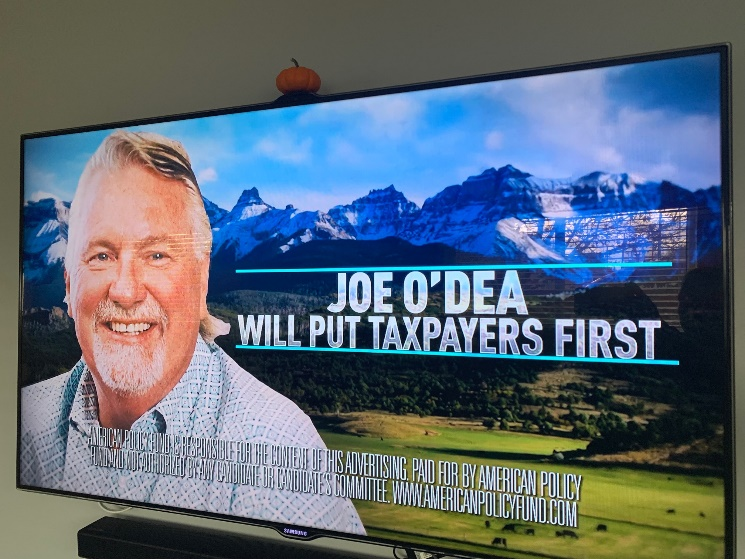 JOE O'DEA
WILL PUT TAXPAYERS FIRST
AMERICAN POLICY FUND IS RESPONSIBLE FOR THE CONTENT OF THIS ADVERTISING. PAID FOR BY AMERICAN POLICY
FUND. NOT AUTHORIZED BY ANY CANDIDATE OR CANDIDATE'S COMMITTEE. WWW.AMERICANPOLICYFUND.COM
SAMSUNG